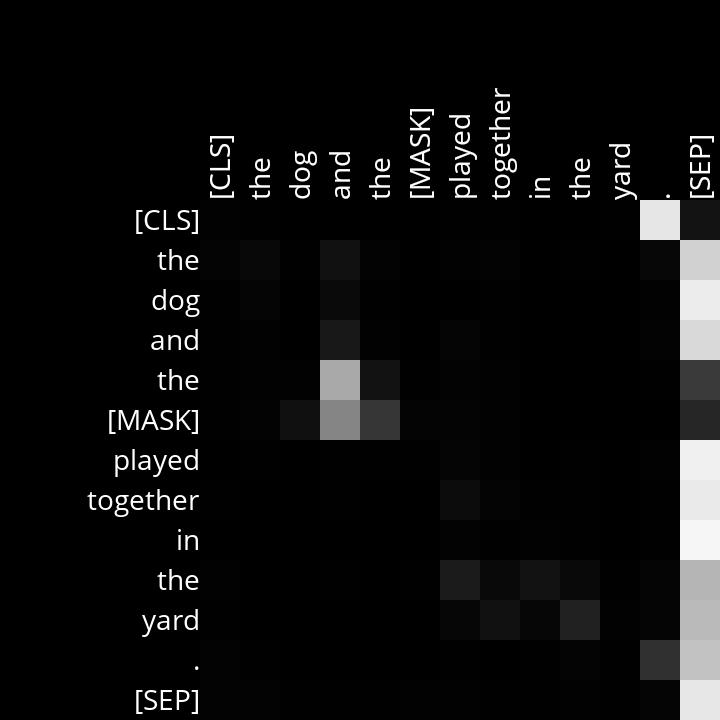 [CLS] the dog and the [MASK] played together in the yard . [SEP]
[CLS]
the
dog
and
the
[MASK]
played
together
in
the
yard
.
[SEP]